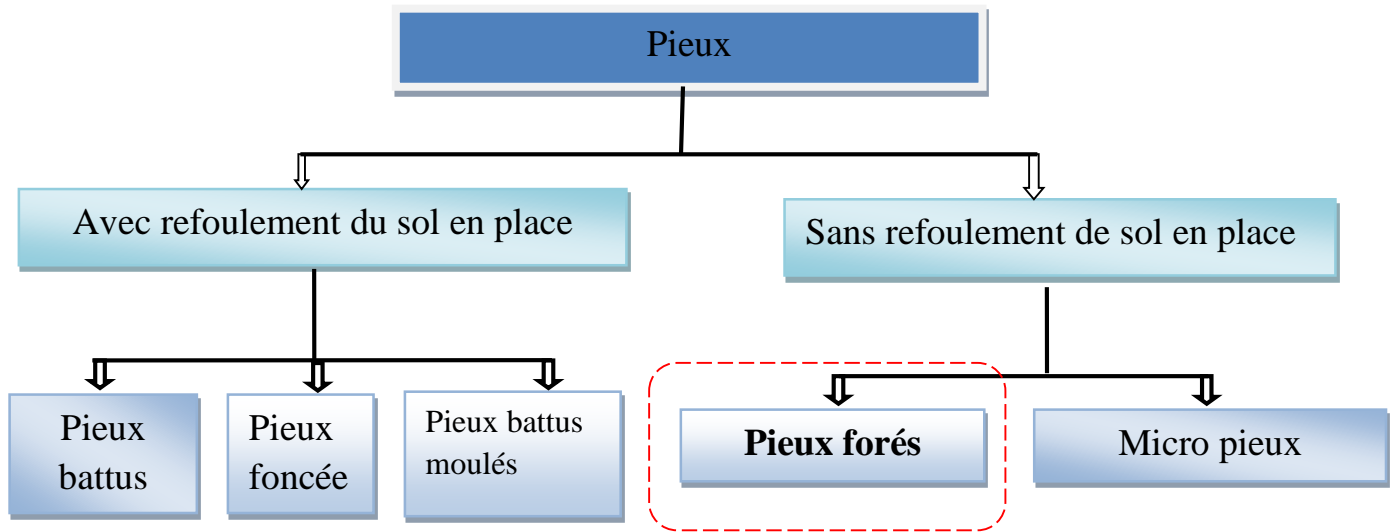 Pieux
Avec refoulement du sol en place
Sans refoulement de sol en place
Pieux
battus
Pieux
foncée
Pieux battus
moulés
Pieux forés
Micro pieux